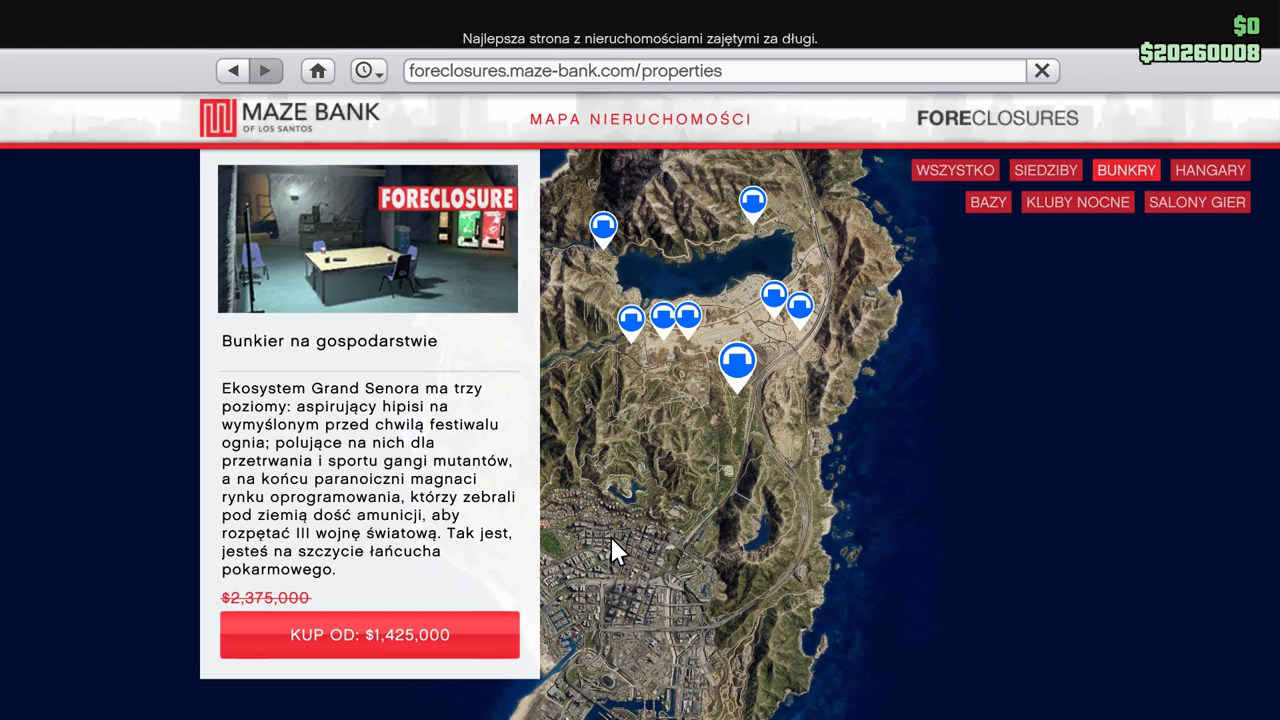 $0
Najlepsza strona z nieruchomościami zajętymi za długi.
$20260008
foreclosures.maze-bank.com/properties
MAZE BANK
OF LOS SANTOS
MAPA NIERUCHOMOŚCI
FORECLOSURES
WSZYSTKO SIEDZIBY BUNKRY HANGARY
BAZY KLUBY NOCNE SALONY GIER
FORECLOSURE
Bunkier na gospodarstwie
Ekosystem Grand Senora ma trzy
poziomy: aspirujący hipisi na
wymyślonym przed chwilą festiwalu
ognia; polujące na nich dla
przetrwania i sportu gangi mutantów,
a na końcu paranoiczni magnaci
rynku oprogramowania, którzy zebrali
pod ziemią dość amunicji, aby
rozpętać III wojnę światową. Tak jest,
jesteś na szczycie łańcucha
pokarmowego.
$2,375,000
KUP OD: $1,425,000